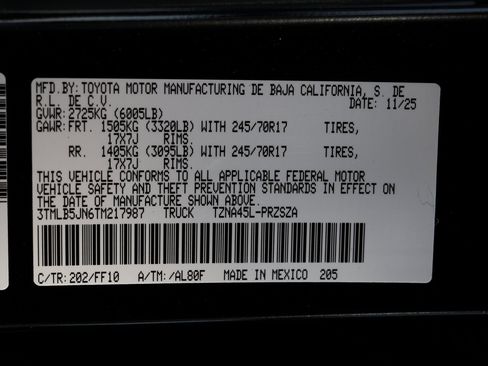 MFD.BY: TOYOTA MOTOR MANUFACTURING DE BAJA CALIFORNIA, S. DE
R.L. DE C.V. DATE: 11/25
GVWR: 2725KG (6005LB)
GAWR: FRT. 1505KG (3320LB) WITH 245/70R17 TIRES,
17X7J RIMS.
RR. 1405KG (3095LB) WITH 245/70R17 TIRES,
17X7J RIMS.
THIS VEHICLE CONFORMS TO ALL APPLICABLE FEDERAL MOTOR
VEHICLE SAFETY AND THEFT PREVENTION STANDARDS IN EFFECT ON
THE DATE OF MANUFACTURE SHOWN ABOVE.
3TMLB5JN6TM217987 TRUCK TZNA45L-PRZSZA
C/TR: 202/FF10 A/TM: /AL80F MADE IN MEXICO 205